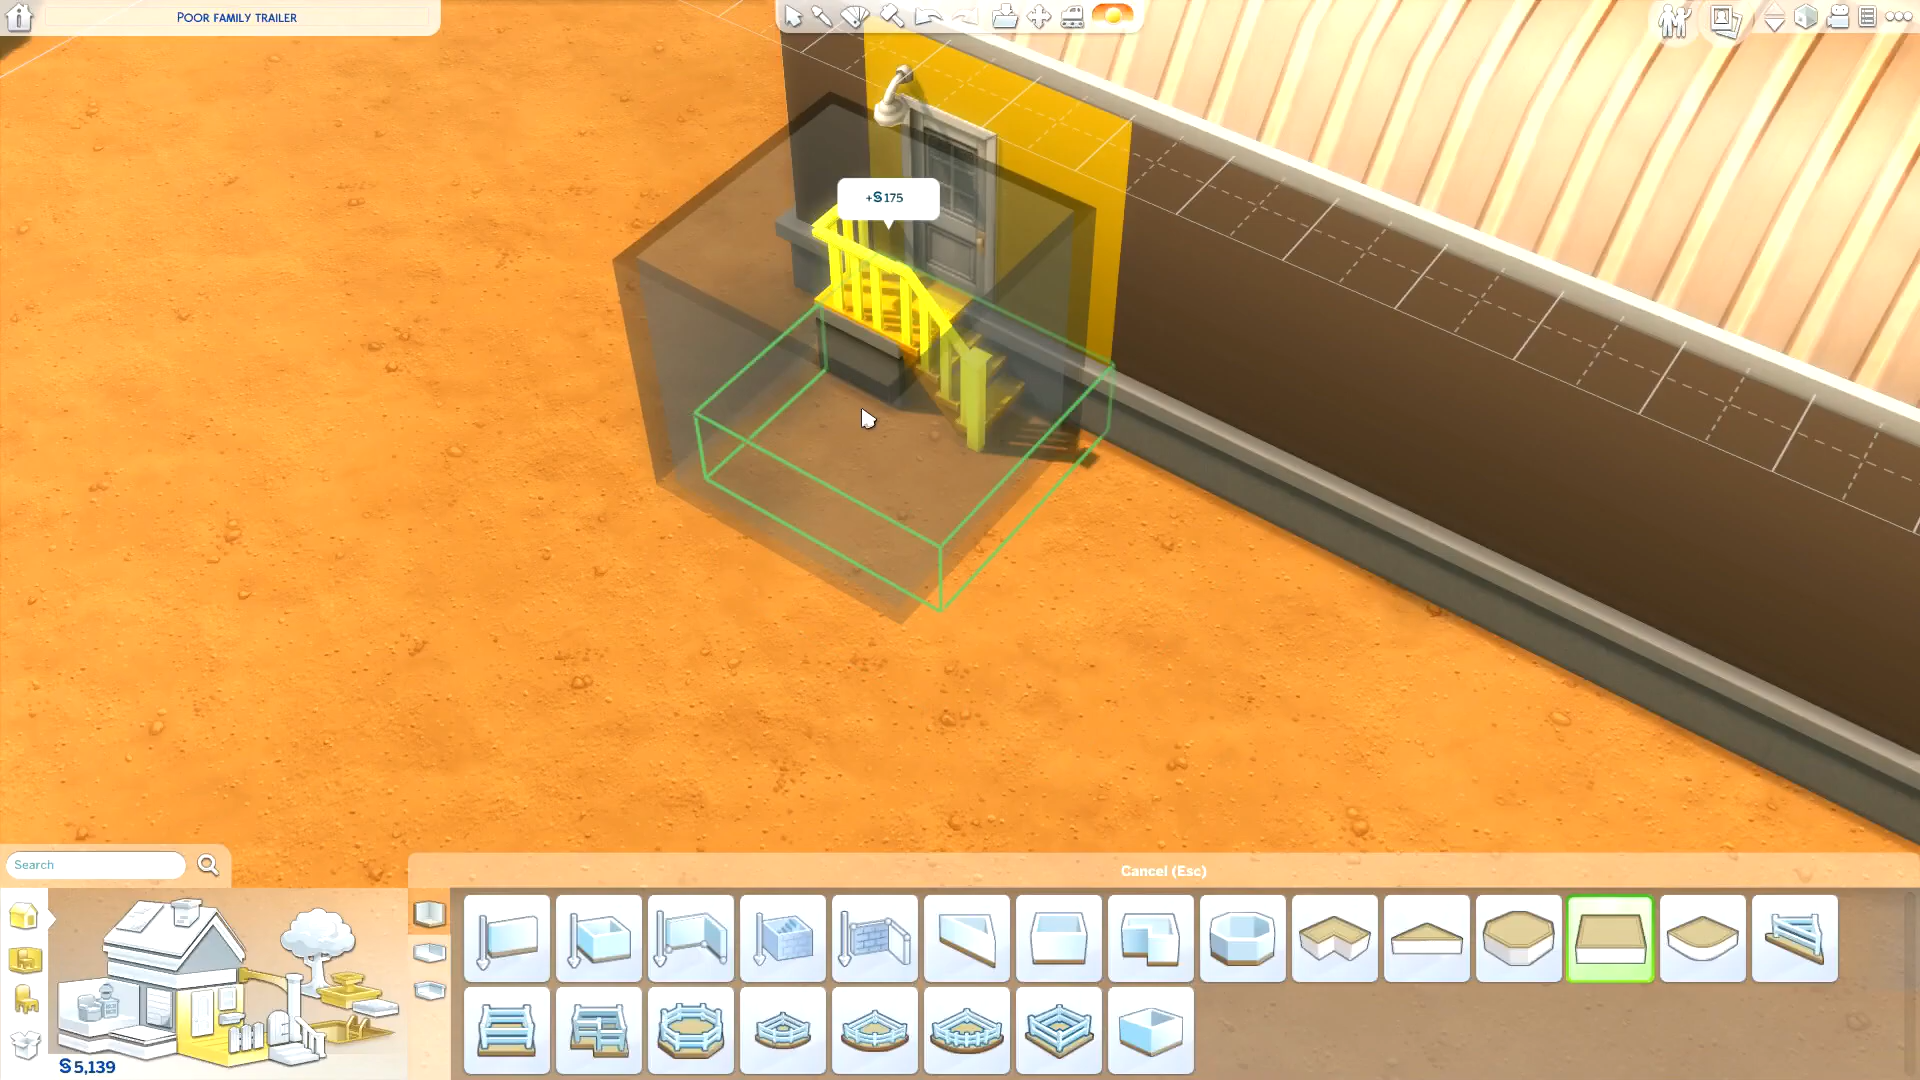 POOR FAMILY TRAILER
+§175
Search
Cancel (Esc)
§5,139